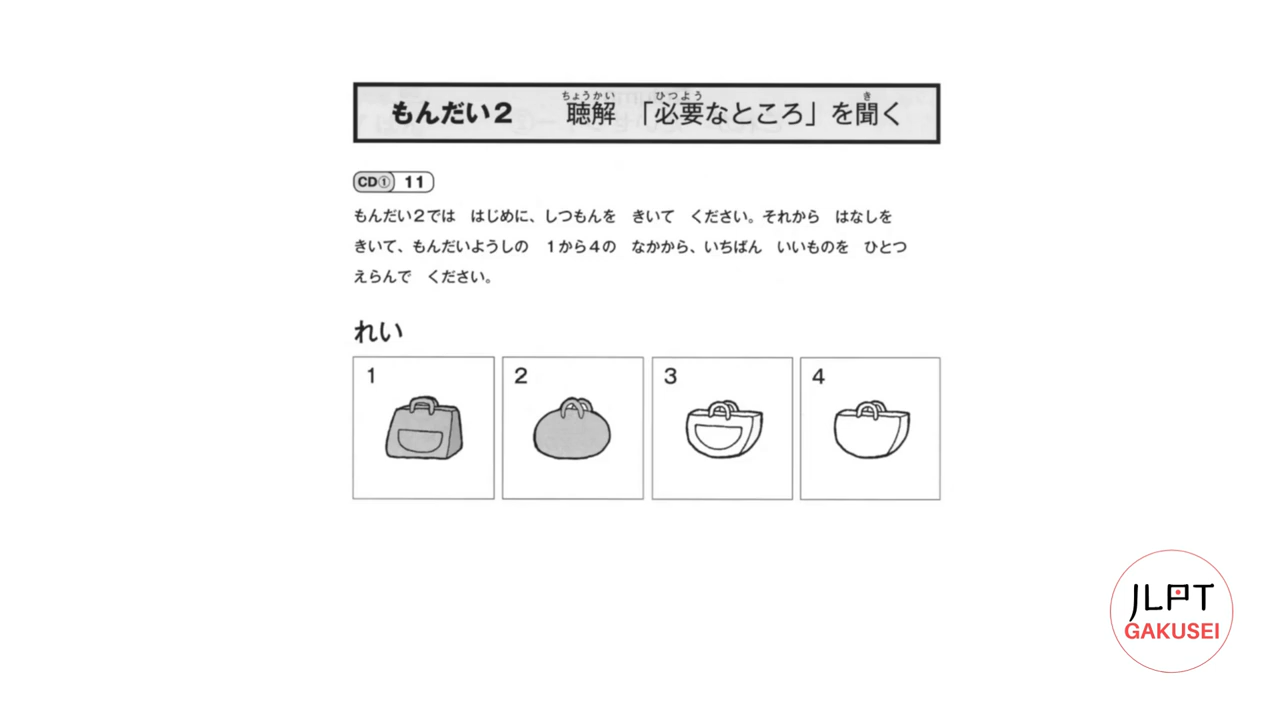 もんだい2 聴解 「必要なところ」を聞く
ちょうかい ひつよう き
CD① 11
もんだい2では はじめに、しつもんを きいて ください。それから はなしを
きいて、もんだいようしの 1から4の なかから、いちばん いいものを ひとつ
えらんで ください。
れい
1
2
3
4
JLPT
GAKUSEI